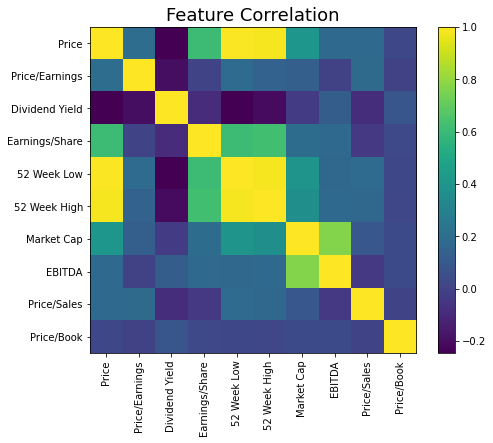 Feature Correlation
Price
Price/Earnings
Dividend Yield
Earnings/Share
52 Week Low
52 Week High
Market Cap
EBITDA
Price/Sales
Price/Book
Price
Price/Earnings
Dividend Yield
Earnings/Share
52 Week Low
52 Week High
Market Cap
EBITDA
Price/Sales
Price/Book
1.0
0.8
0.6
0.4
0.2
0.0
−0.2